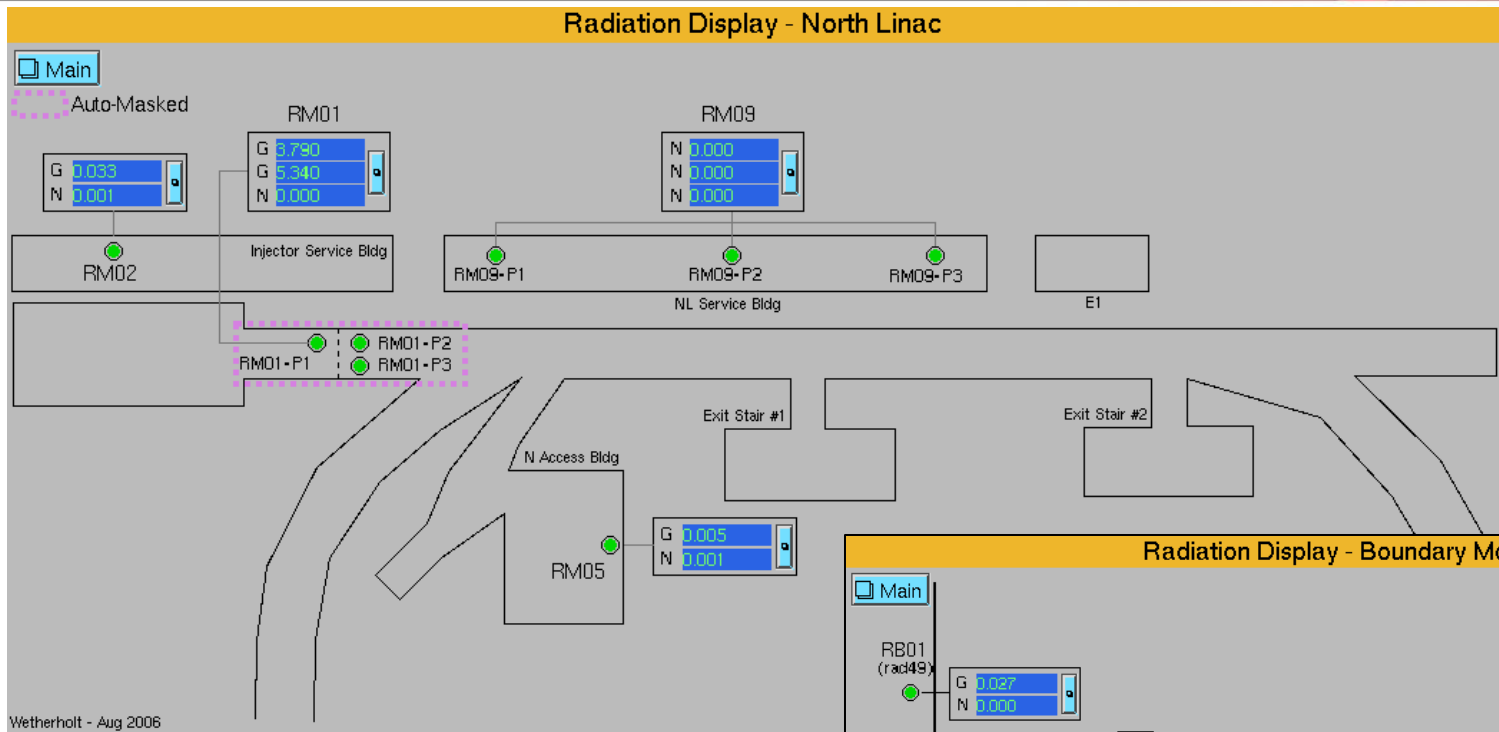 Radiation Display - North Linac
Main
Auto-Masked
RM01
RM09
G 0.033
N 0.001
G 3.790
G 5.340
N 0.000
N 0.000
N 0.000
N 0.000
RM02
Injector Service Bldg
RM09-P1
RM09-P2
RM09-P3
NL Service Bldg
E1
RM01-P1
RM01-P2
RM01-P3
Exit Stair #1
Exit Stair #2
N Access Bldg
RM05
G 0.005
N 0.001
Radiation Display - Boundary Mo
Main
RB01
(rad49)
G 0.027
N 0.000
Wetherholt - Aug 2006